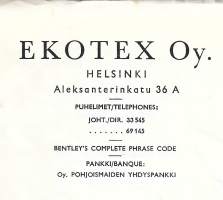 EKOTEX Oy.
HELSINKI
Aleksanterinkatu 36 A
PUHELIMET/TELEPHONES;
JOHT./DIR. 33 545
. . . . . . . 69 143
BENTLEY'S COMPLETE PHRASE CODE
PANKKI/BANQUE:
Oy. POHJOISMAIDEN YHDYSPANKKI